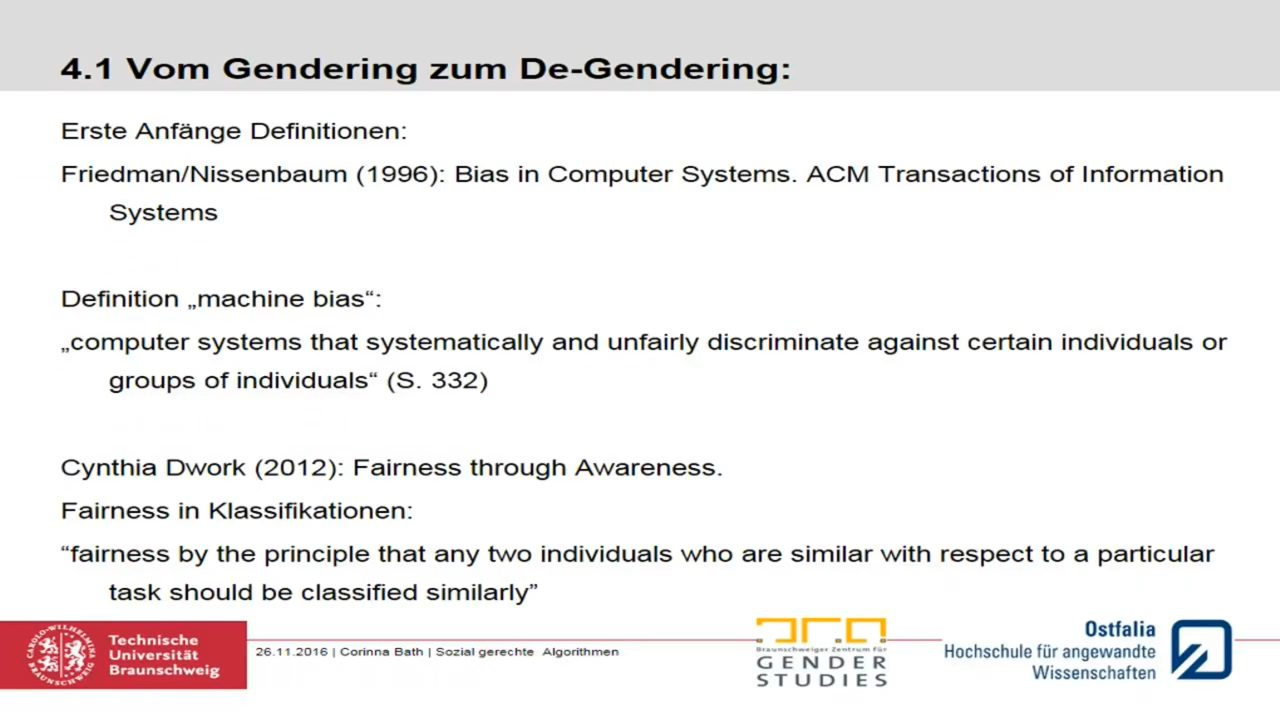 4.1 Vom Gendering zum De-Gendering:
Erste Anfänge Definitionen:
Friedman/Nissenbaum (1996): Bias in Computer Systems. ACM Transactions of Information
Systems
Definition „machine bias“:
„computer systems that systematically and unfairly discriminate against certain individuals or
groups of individuals“ (S. 332)
Cynthia Dwork (2012): Fairness through Awareness.
Fairness in Klassifikationen:
“fairness by the principle that any two individuals who are similar with respect to a particular
task should be classified similarly”
Technische
Universität
Braunschweig
26.11.2016 | Corinna Bath | Sozial gerechte Algorithmen
Braunschweiger Zentrum für
GENDER
STUDIES
Ostfalia
Hochschule für angewandte
Wissenschaften